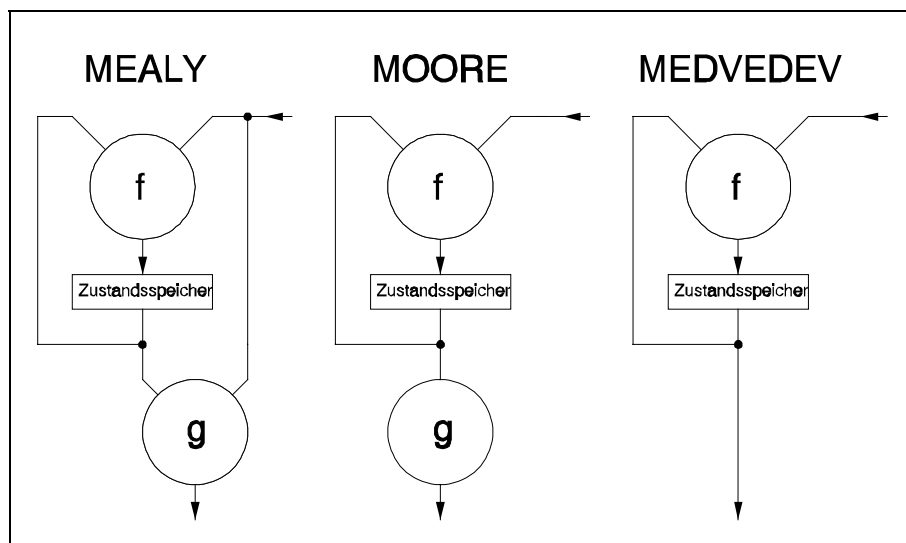 MEALY
MOORE
MEDVEDEV
f
f
f
Zustandsspeicher
Zustandsspeicher
Zustandsspeicher
g
g